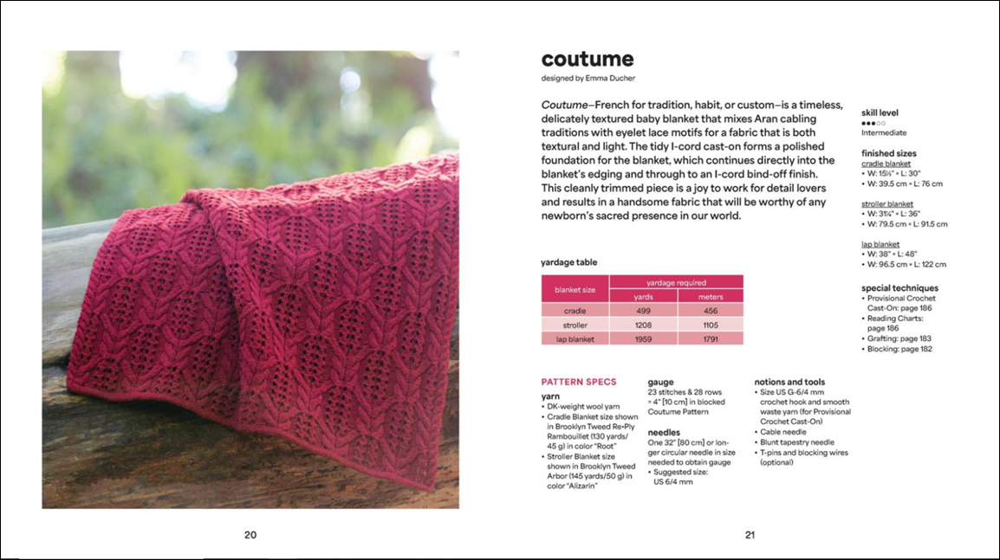 coutume
designed by Emma Ducher
Coutume—French for tradition, habit, or custom—is a timeless,
delicately textured baby blanket that mixes Aran cabling
traditions with eyelet lace motifs for a fabric that is both
textural and light. The tidy I-cord cast-on forms a polished
foundation for the blanket, which continues directly into the
blanket's edging and through to an I-cord bind-off finish.
This cleanly trimmed piece is a joy to work for detail lovers
and results in a handsome fabric that will be worthy of any
newborn's sacred presence in our world.
skill level
●●●○○
Intermediate
finished sizes
cradle blanket
• W: 15½" × L: 30"
• W: 39.5 cm × L: 76 cm
stroller blanket
• W: 31¼" × L: 36"
• W: 79.5 cm × L: 91.5 cm
lap blanket
• W: 38" × L: 48"
• W: 96.5 cm × L: 122 cm
special techniques
• Provisional Crochet
Cast-On: page 186
• Reading Charts:
page 186
• Grafting: page 183
• Blocking: page 182
yardage table
blanket size
yardage required
yards meters
cradle 499 456
stroller 1208 1105
lap blanket 1959 1791
PATTERN SPECS
yarn
• DK-weight wool yarn
• Cradle Blanket size shown
in Brooklyn Tweed Re•Ply
Rambouillet (130 yards/
45 g) in color "Root"
• Stroller Blanket size
shown in Brooklyn Tweed
Arbor (145 yards/50 g) in
color "Alizarin"
gauge
23 stitches & 28 rows
= 4" [10 cm] in blocked
Coutume Pattern
needles
One 32" [80 cm] or lon-
ger circular needle in size
needed to obtain gauge
• Suggested size:
US 6/4 mm
notions and tools
• Size US G-6/4 mm
crochet hook and smooth
waste yarn (for Provisional
Crochet Cast-On)
• Cable needle
• Blunt tapestry needle
• T-pins and blocking wires
(optional)
20
21